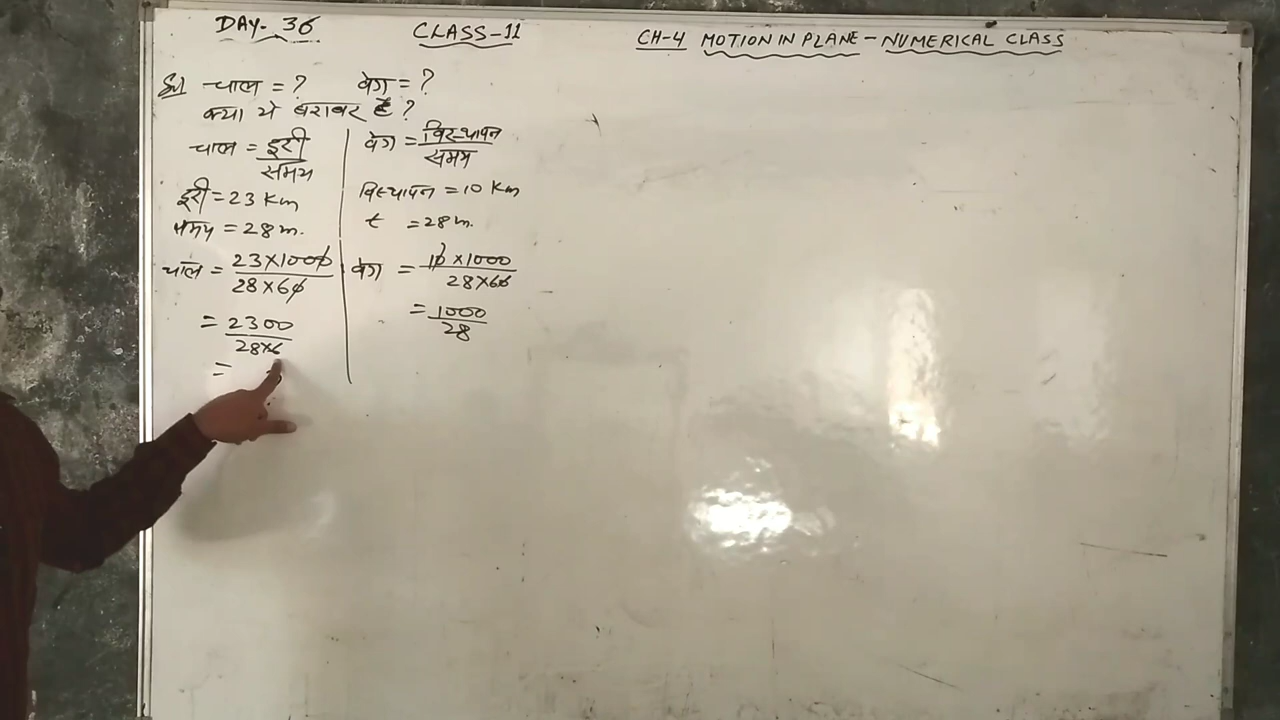 DAY- 36
CLASS-11
CH-4 MOTION IN PLANE - NUMERICAL CLASS
चाल = ? वेग = ?
क्या ये बराबर है ?
चाल = दूरी / समय
दूरी = 23 Km
समय = 28 m.
चाल = 23×1000 / 28×60
= 2300 / 28×6
=
वेग = विस्थापन / समय
विस्थापन = 10 Km
t = 28 m.
वेग = 10×1000 / 28×60
= 1000 / 28